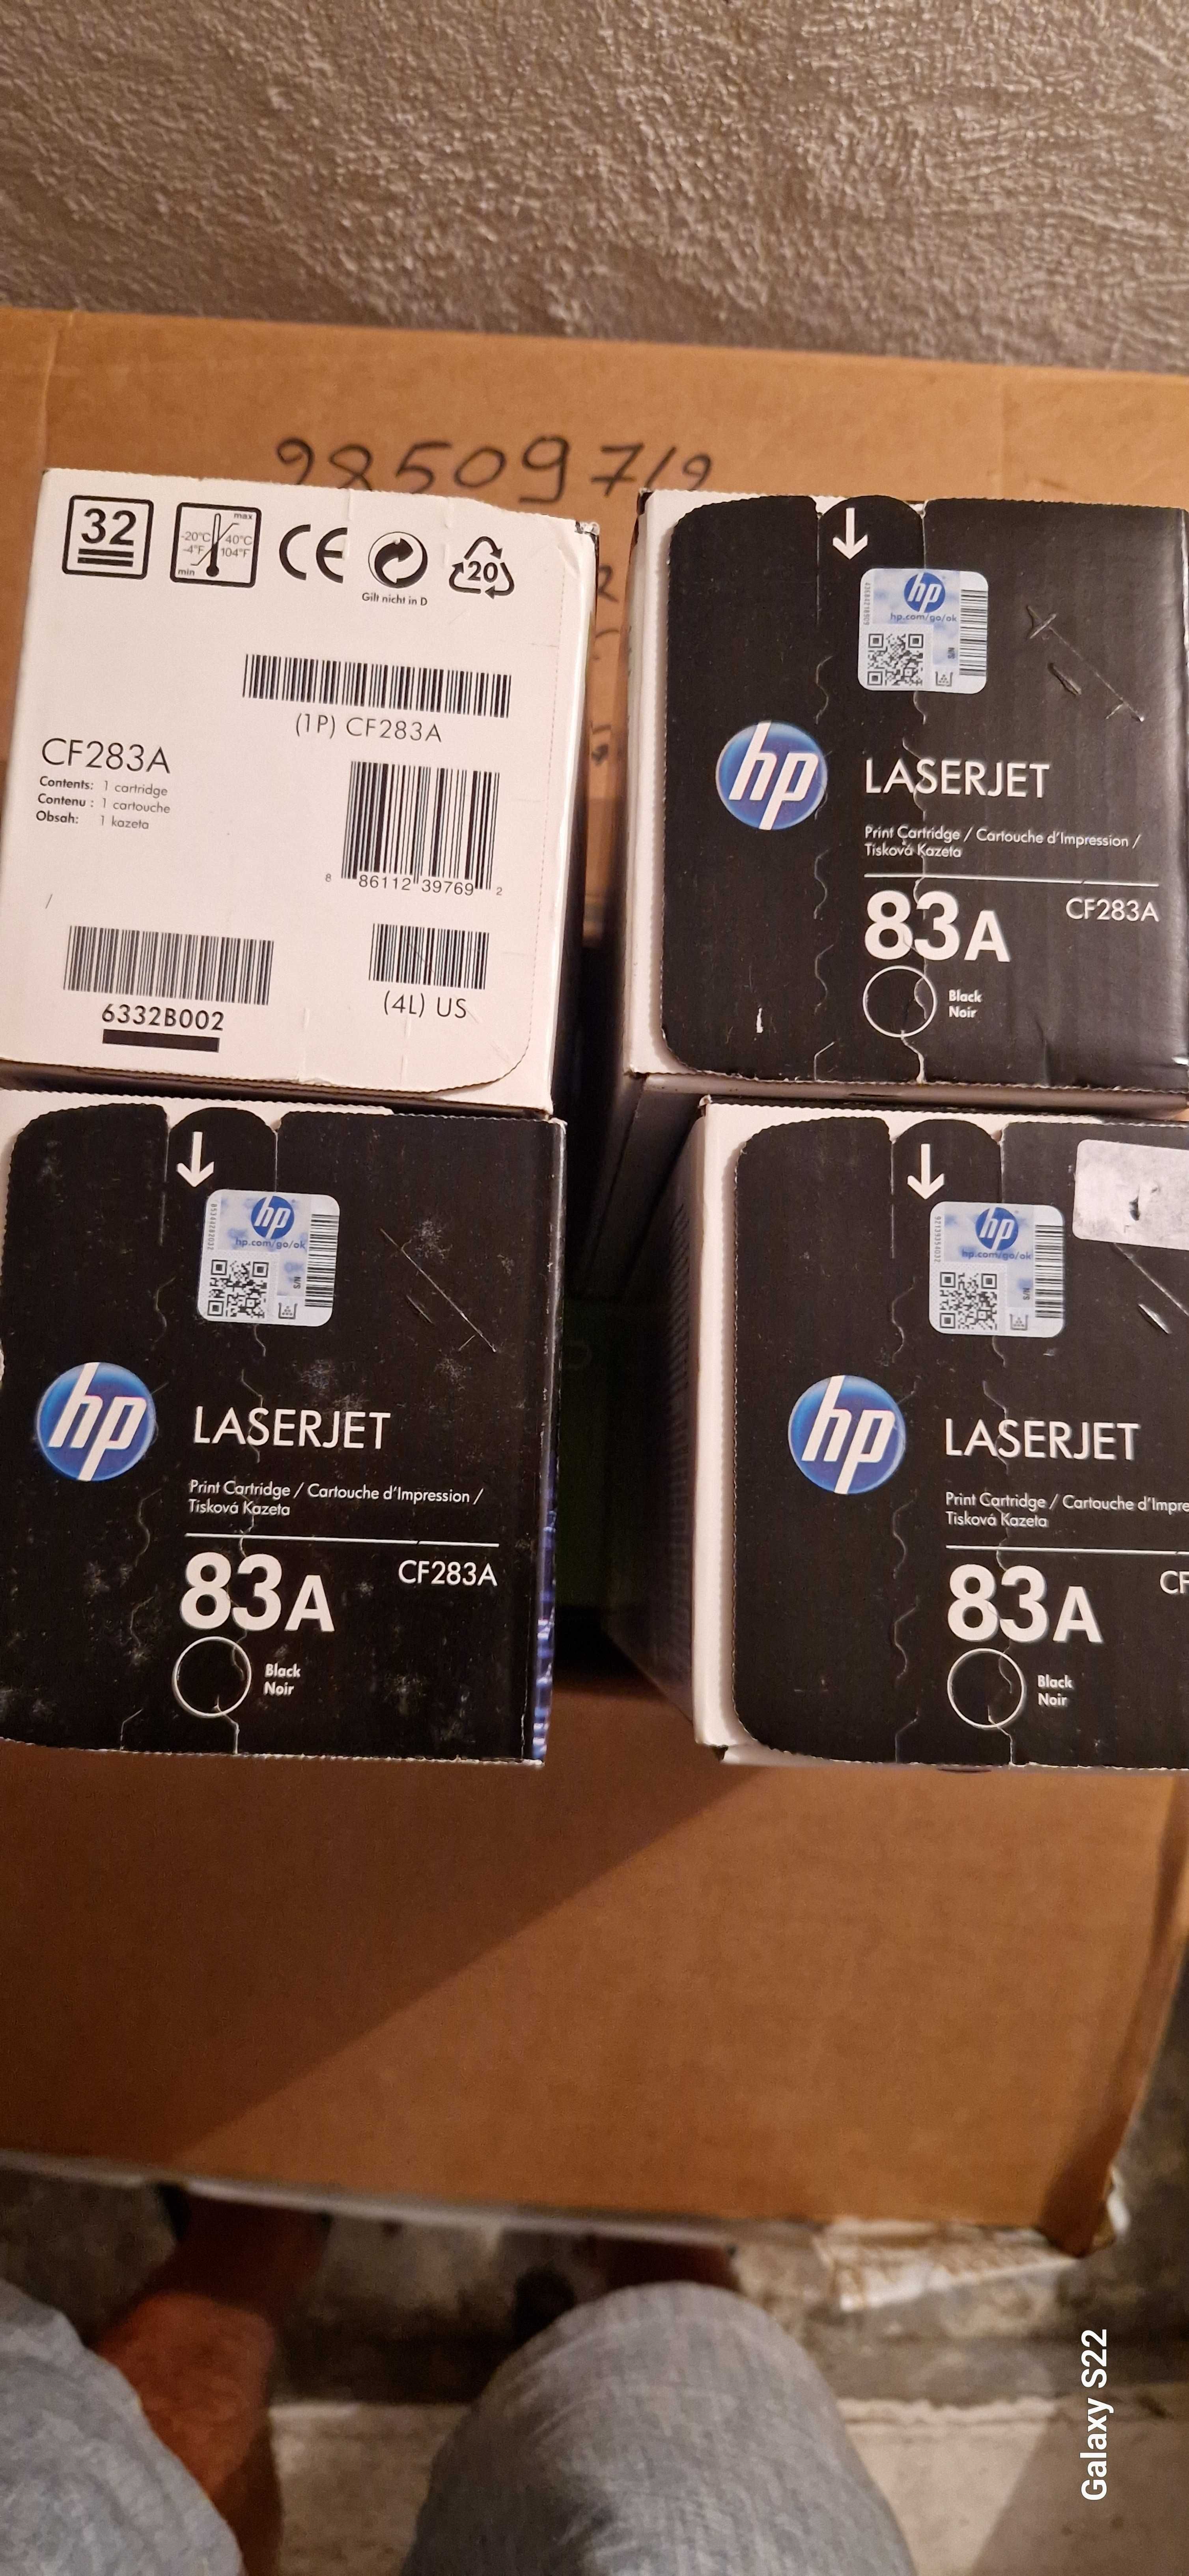 9850971
32
max
-20°C
40°C
-4°F
104°F
min
CE
Gilt nicht in D
20
(1P) CF283A
CF283A
Contents: 1 cartridge
Contenu : 1 cartouche
Obsah: 1 kazeta
8 86112 39769 2
6332B002
(4L) US
hp
hp.com/go/ok
hp
LASERJET
Print Cartridge / Cartouche d'Impression /
Tisková Kazeta
83A
CF283A
Black
Noir
hp
hp.com/go/ok
hp
LASERJET
Print Cartridge / Cartouche d'Impression /
Tisková Kazeta
83A
CF283A
Black
Noir
hp
hp.com/go/ok
hp
LASERJET
Print Cartridge / Cartouche d'Impre
Tisková Kazeta
83A
CF
Black
Noir
Galaxy S22